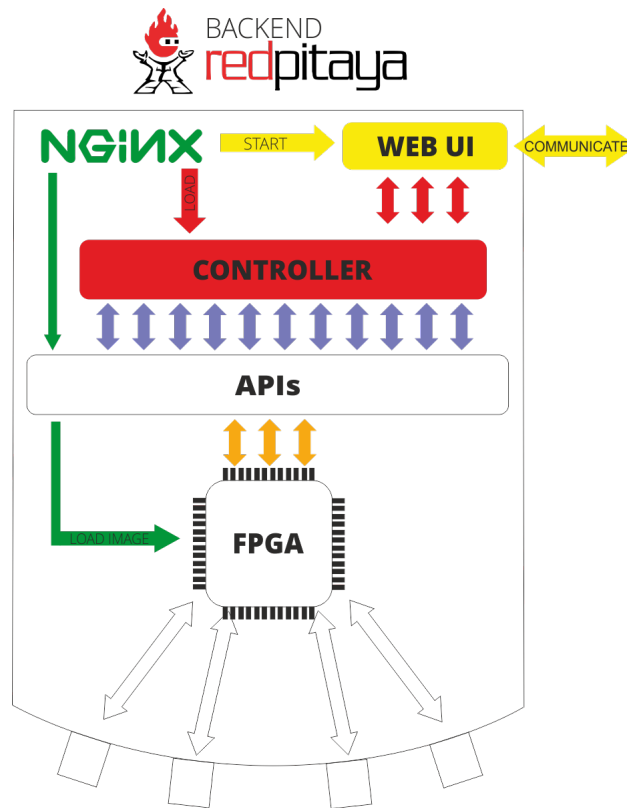 BACKEND
redpitaya
NGiNX
START
WEB UI
COMMUNICATE
LOAD
CONTROLLER
APIs
FPGA
LOAD IMAGE